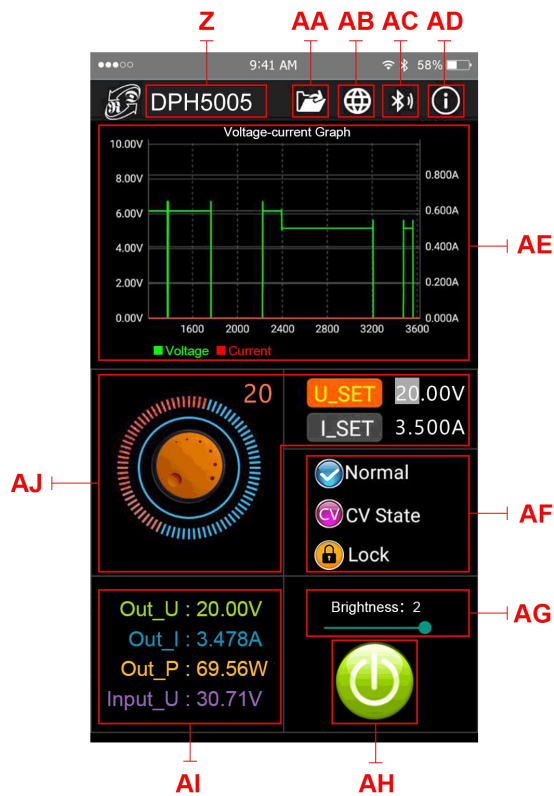 Z AA AB AC AD
9:41 AM 58%
DPH5005
Voltage-current Graph
10.00V
8.00V
6.00V
4.00V
2.00V
0.00V
0.800A
0.600A
0.400A
0.200A
0.000A
1600 2000 2400 2800 3200 3600
Voltage Current
AE
20
U_SET 20.00V
I_SET 3.500A
AJ
Normal
CV CV State
Lock
AF
Out_U : 20.00V
Out_I : 3.478A
Out_P : 69.56W
Input_U : 30.71V
Brightness: 2
AG
AI
AH